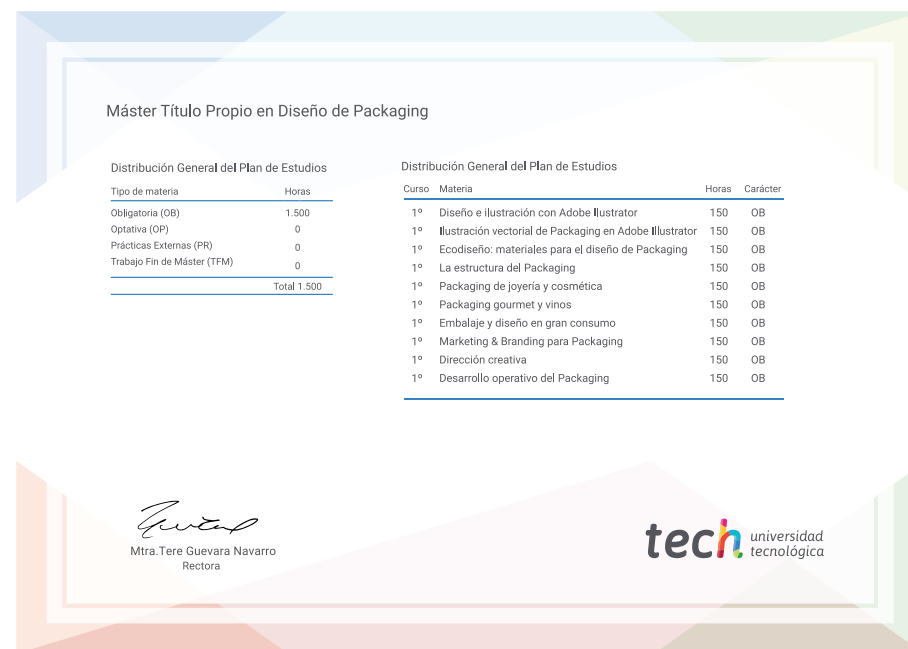 Máster Título Propio en Diseño de Packaging
Distribución General del Plan de Estudios
Tipo de materia Horas
Obligatoria (OB) 1.500
Optativa (OP) 0
Prácticas Externas (PR) 0
Trabajo Fin de Máster (TFM) 0
Total 1.500
Distribución General del Plan de Estudios
Curso Materia Horas Carácter
1º Diseño e ilustración con Adobe Ilustrator 150 OB
1º Ilustración vectorial de Packaging en Adobe Illustrator 150 OB
1º Ecodiseño: materiales para el diseño de Packaging 150 OB
1º La estructura del Packaging 150 OB
1º Packaging de joyería y cosmética 150 OB
1º Packaging gourmet y vinos 150 OB
1º Embalaje y diseño en gran consumo 150 OB
1º Marketing & Branding para Packaging 150 OB
1º Dirección creativa 150 OB
1º Desarrollo operativo del Packaging 150 OB
Mtra.Tere Guevara Navarro
Rectora
tech universidad
tecnológica